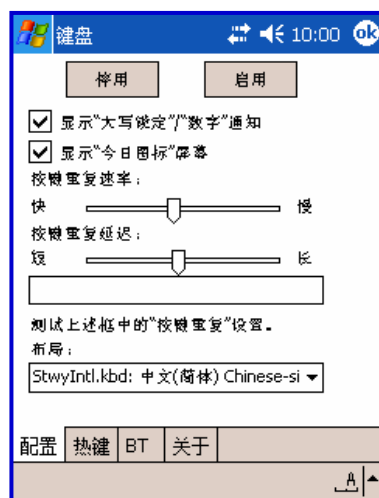 键盘 10:00 ok
停用 启用
显示“大写锁定”/“数字”通知
显示“今日图标”屏幕
按键重复速率：
快 慢
按键重复延迟：
短 长
测试上述框中的“按键重复”设置。
布局：
StwyIntl.kbd: 中文(简体) Chinese-si
配置 热键 BT 关于
A